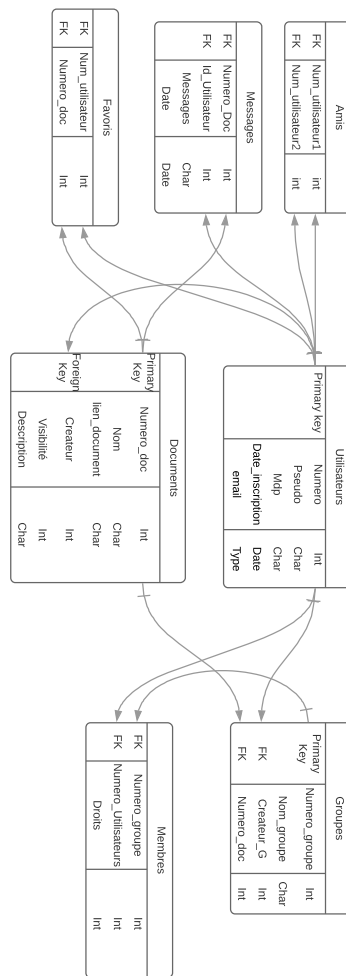 Amis
FK Num_utilisateur1 int
FK Num_utilisateur2 int
Messages
FK Numero_Doc Int
FK Id_Utilisateur Int
Messages Char
Date Date
Favoris
FK Num_utilisateur Int
FK Numero_doc Int
Utilisateurs
Primary key Numero Int
Pseudo Char
Mdp Char
Date_inscription Date
email Type
Documents
Primary Key Numero_doc Int
Nom Char
lien_document Char
Foreign Key Createur Int
Visibilité Int
Description Char
Groupes
Primary Key Numero_groupe Int
Nom_groupe Char
FK Createur_G Int
FK Numero_doc Int
Membres
FK Numero_groupe Int
FK Numero_Utilisateurs Int
Droits Int